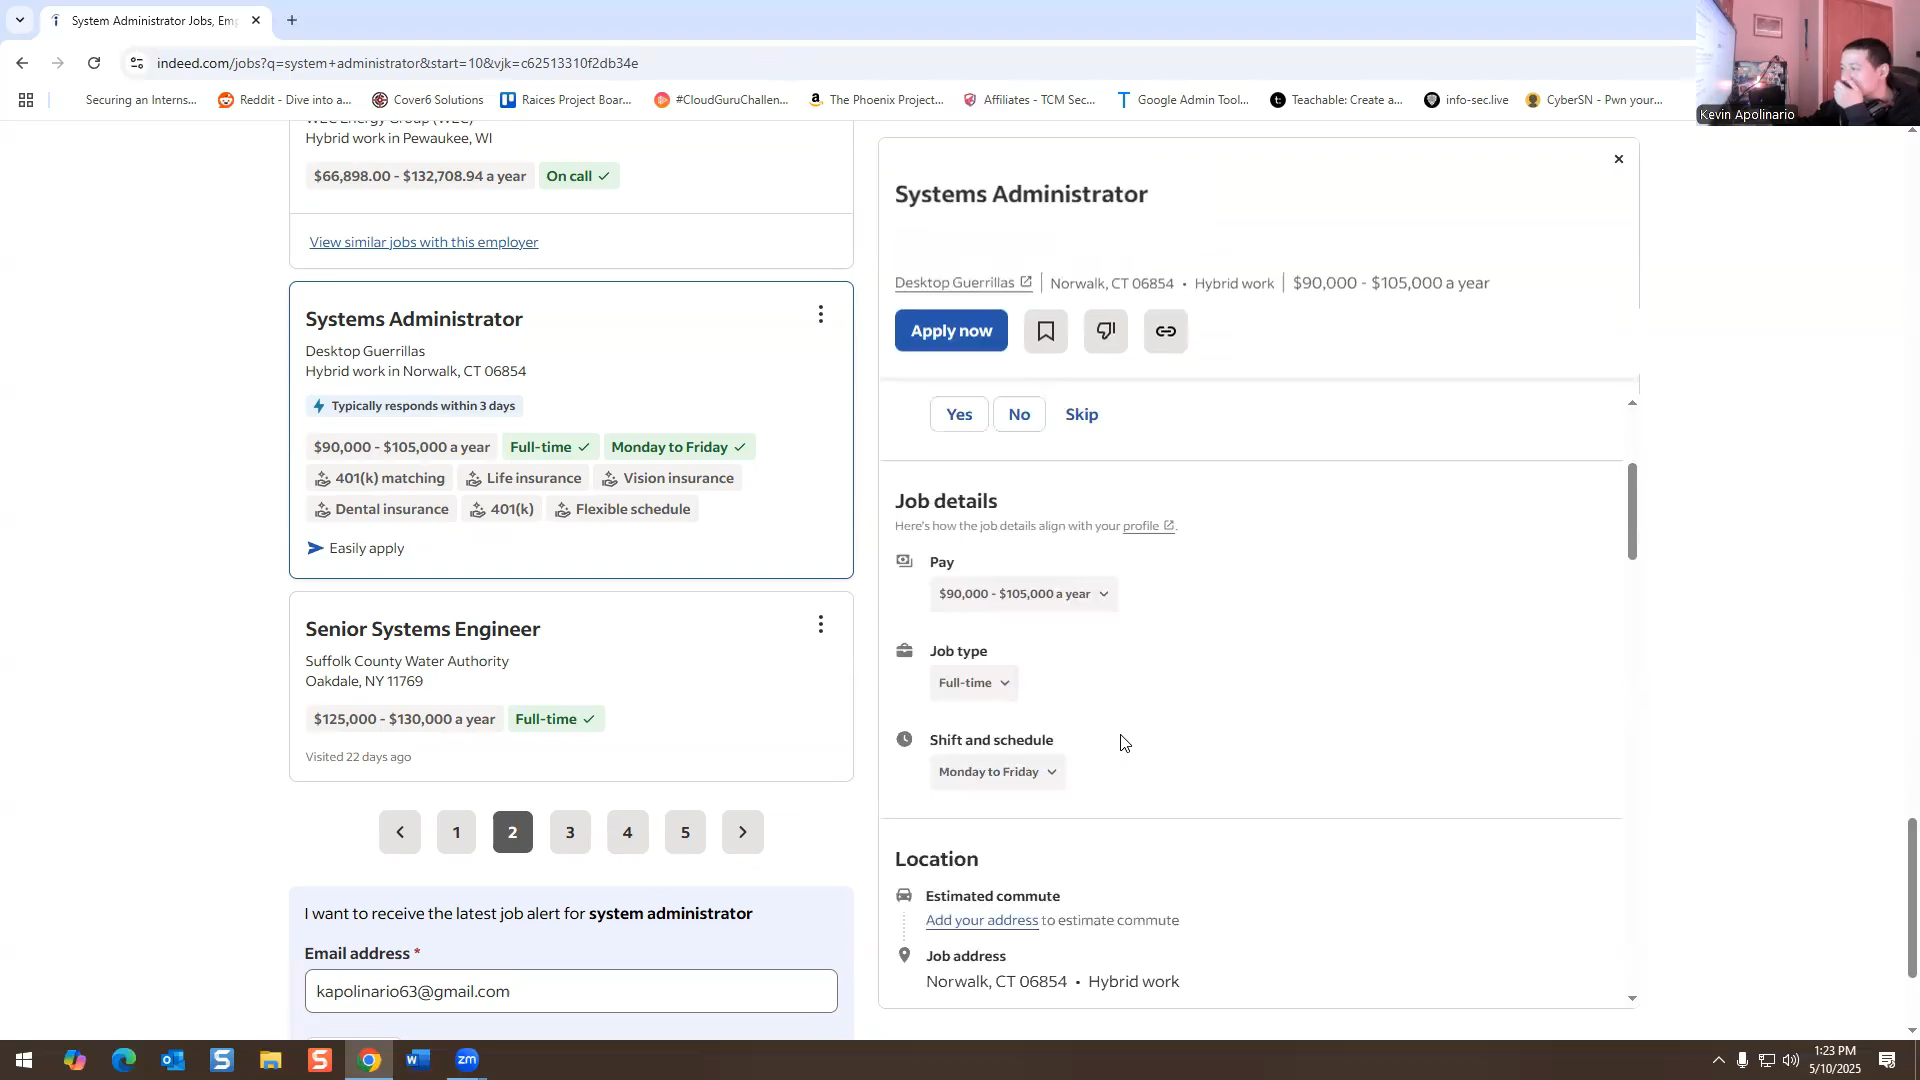 System Administrator Jobs, Em
indeed.com/jobs?q=system+administrator&start=10&vjk=c62513310f2db34e
Securing an Interns...
Reddit - Dive into a...
Cover6 Solutions
Raices Project Boar...
#CloudGuruChallen...
The Phoenix Project...
Affiliates - TCM Sec...
Google Admin Tool...
Teachable: Create a...
info-sec.live
CyberSN - Pwn your...
Kevin Apolinario
WEC Energy Group (WEC)
Hybrid work in Pewaukee, WI
$66,898.00 - $132,708.94 a year
On call
View similar jobs with this employer
Systems Administrator
Desktop Guerrillas
Hybrid work in Norwalk, CT 06854
Typically responds within 3 days
$90,000 - $105,000 a year
Full-time
Monday to Friday
401(k) matching
Life insurance
Vision insurance
Dental insurance
401(k)
Flexible schedule
Easily apply
Senior Systems Engineer
Suffolk County Water Authority
Oakdale, NY 11769
$125,000 - $130,000 a year
Full-time
Visited 22 days ago
1
2
3
4
5
I want to receive the latest job alert for system administrator
Email address *
kapolinario63@gmail.com
Systems Administrator
Desktop Guerrillas
Norwalk, CT 06854 • Hybrid work
$90,000 - $105,000 a year
Apply now
Yes
No
Skip
Job details
Here's how the job details align with your profile.
Pay
$90,000 - $105,000 a year
Job type
Full-time
Shift and schedule
Monday to Friday
Location
Estimated commute
Add your address to estimate commute
Job address
Norwalk, CT 06854 • Hybrid work
1:23 PM
5/10/2025